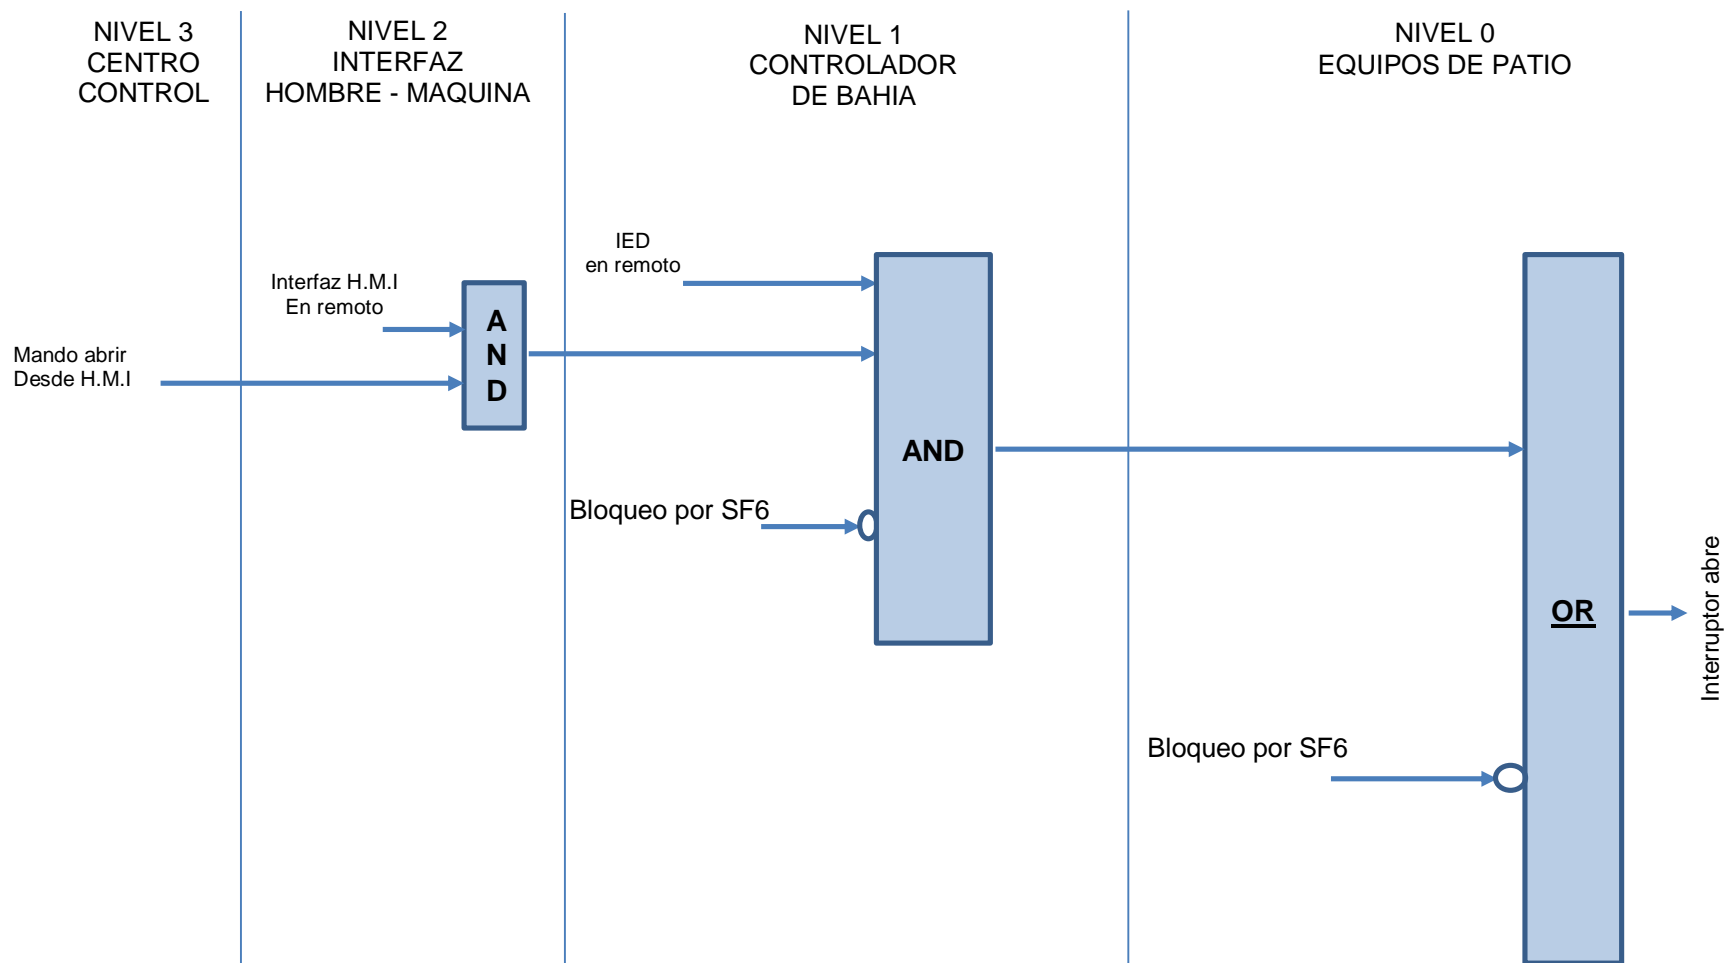 NIVEL 3
CENTRO
CONTROL
NIVEL 2
INTERFAZ
HOMBRE - MAQUINA
NIVEL 1
CONTROLADOR
DE BAHIA
NIVEL 0
EQUIPOS DE PATIO
IED
en remoto
Interfaz H.M.I
En remoto
A
N
D
Mando abrir
Desde H.M.I
AND
Bloqueo por SF6
OR
Interruptor abre
Bloqueo por SF6